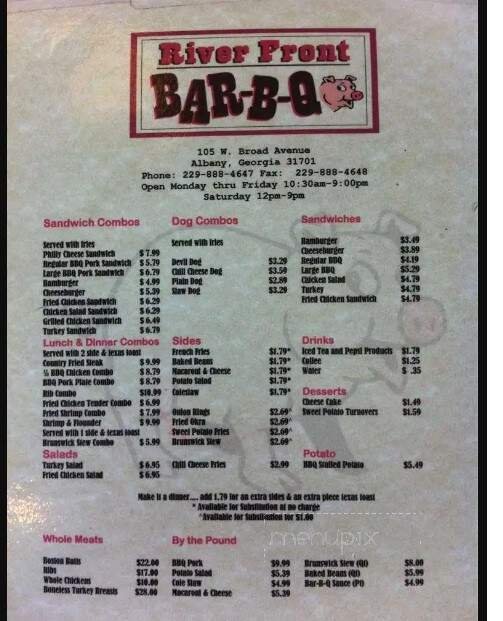 River Front
BAR-B-Q
105 W. Broad Avenue
Albany, Georgia 31701
Phone: 229-888-4647 Fax: 229-888-4648
Open Monday thru Friday 10:30am-9:00pm
Saturday 12pm-9pm
Sandwich Combos
Served with fries
Philly Cheese Sandwich $ 7.99
Regular BBQ Pork Sandwich $ 5.79
Large BBQ Pork Sandwich $ 6.79
Hamburger $ 4.99
Cheeseburger $ 5.39
Fried Chicken Sandwich $ 6.29
Chicken Salad Sandwich $ 6.29
Grilled Chicken Sandwich $ 6.49
Turkey Sandwich $ 6.79
Dog Combos
Served with fries
Devil Dog $3.29
Chili Cheese Dog $3.59
Plain Dog $2.89
Slaw Dog $3.29
Sandwiches
Hamburger $3.49
Cheeseburger $3.89
Regular BBQ $4.19
Large BBQ $5.29
Chicken Salad $4.79
Turkey $4.79
Fried Chicken Sandwich $4.79
Lunch & Dinner Combos
Served with 2 side & texas toast
Country Fried Steak $ 9.99
½ BBQ Chicken Combo $ 8.79
BBQ Pork Plate Combo $ 8.79
Rib Combo $10.99
Fried Chicken Tender Combo $ 6.99
Fried Shrimp Combo $ 7.99
Shrimp & Flounder $ 9.99
Served with 1 side & texas toast
Brunswick Stew Combo $ 5.99
Sides
French Fries $1.79*
Baked Beans $1.79*
Macaroni & Cheese $1.79*
Potato Salad $1.79*
Coleslaw $1.79*
Onion Rings $2.69^
Fried Okra $2.69^
Sweet Potato Fries $2.69^
Brunswick Stew $2.69^
Drinks
Iced Tea and Pepsi Products $1.79
Coffee $1.25
Water $ .35
Desserts
Cheese Cake $1.49
Sweet Potato Turnovers $1.59
Salads
Turkey Salad $ 6.95
Fried Chicken Salad $ 6.95
Chili Cheese Fries $2.99
Potato
BBQ Stuffed Potato $5.49
Make it a dinner.... add 1.79 for an extra sides & an extra piece texas toast
* Available for Substitution at no charge
^Available for Substitution for $1.00
menupix
Whole Meats
Boston Butts $22.00
Ribs $17.00
Whole Chickens $10.00
Boneless Turkey Breasts $28.00
By the Pound
BBQ Pork $9.99
Potato Salad $5.39
Cole Slaw $4.99
Macaroni & Cheese $5.39
Brunswick Stew (Qt) $8.00
Baked Beans (Qt) $5.99
Bar-B-Q Sauce (Pt) $4.99